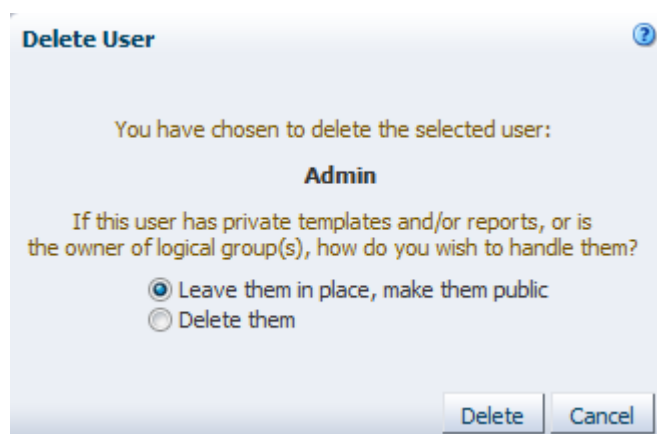 Delete User
?
You have chosen to delete the selected user:
Admin
If this user has private templates and/or reports, or is
the owner of logical group(s), how do you wish to handle them?
Leave them in place, make them public
Delete them
Delete Cancel